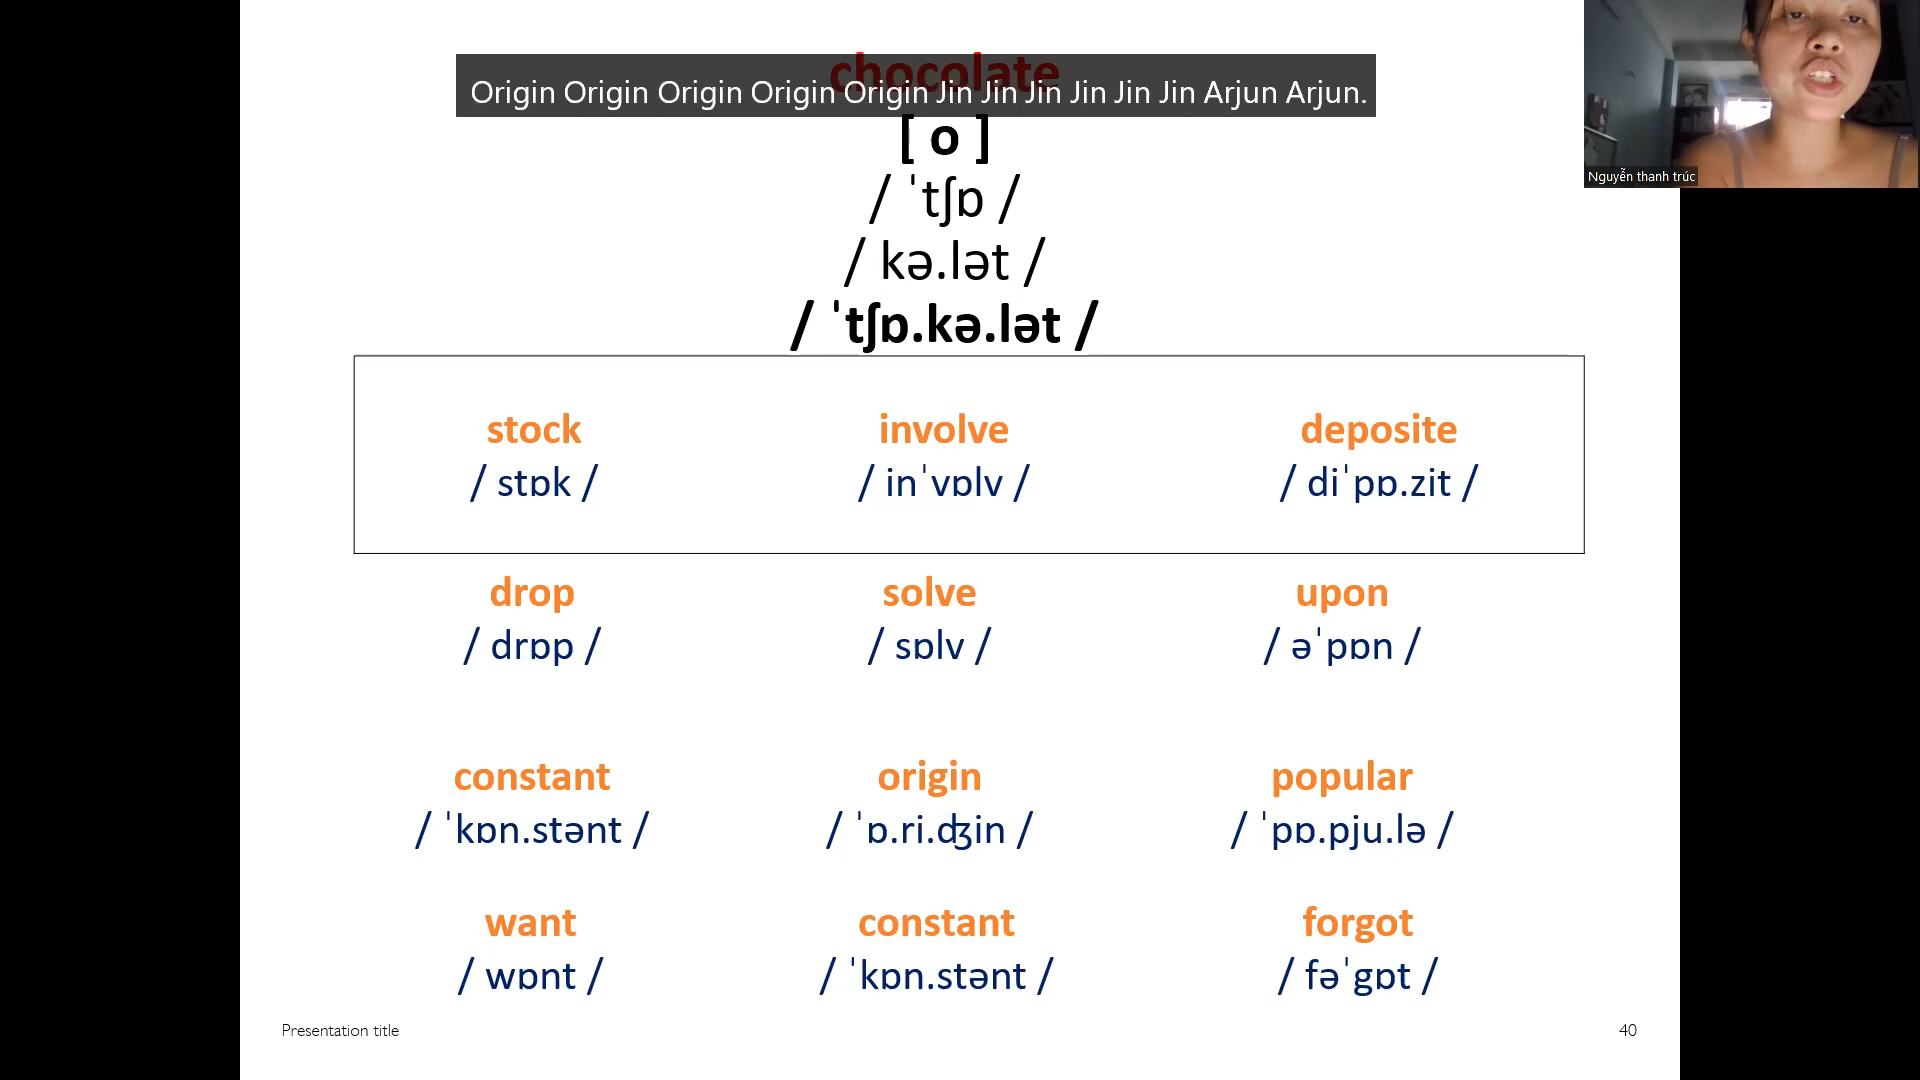 chocolate
Origin Origin Origin Origin Origin Jin Jin Jin Jin Jin Jin Arjun Arjun.
[ o ]
/ ˈtʃɒ /
/ kə.lət /
/ ˈtʃɒ.kə.lət /
stock involve deposite
/ stɒk / / inˈvɒlv / / diˈpɒ.zit /
drop solve upon
/ drɒp / / sɒlv / / əˈpɒn /
constant origin popular
/ ˈkɒn.stənt / / ˈɒ.ri.ʤin / / ˈpɒ.pju.lə /
want constant forgot
/ wɒnt / / ˈkɒn.stənt / / fəˈgɒt /
Presentation title 40
Nguyễn thanh trúc